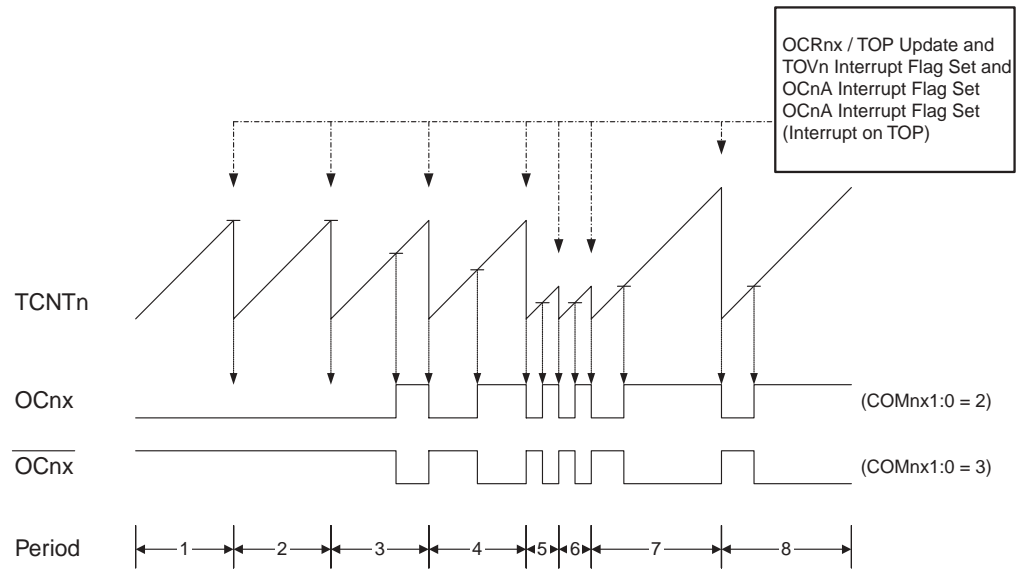 OCRnx / TOP Update and
TOVn Interrupt Flag Set and
OCnA Interrupt Flag Set
OCnA Interrupt Flag Set
(Interrupt on TOP)
TCNTn
OCnx
(COMnx1:0 = 2)
OCnx
(COMnx1:0 = 3)
Period
1
2
3
4
5
6
7
8